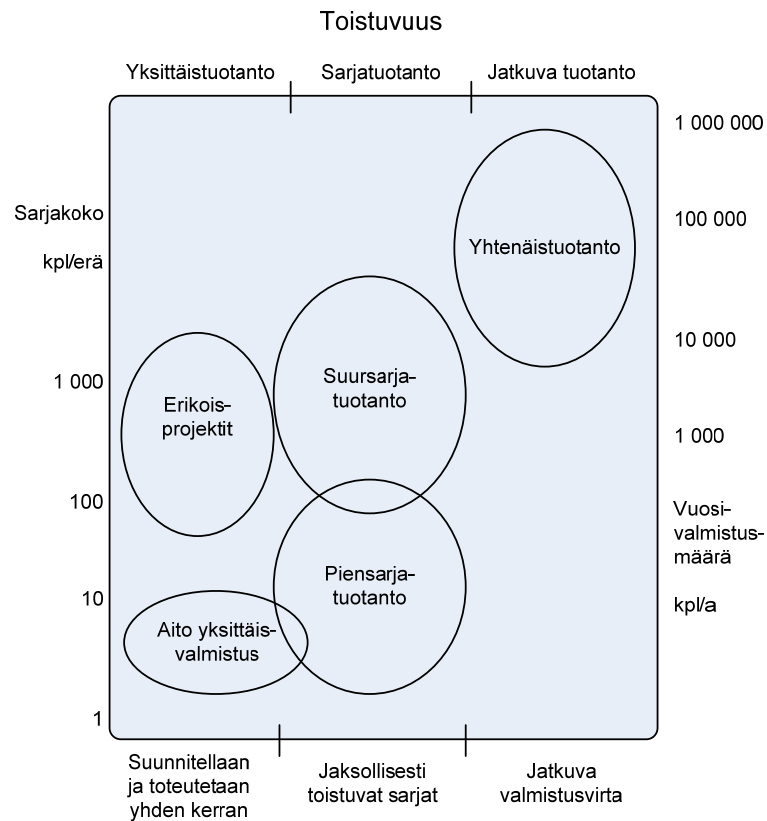 Toistuvuus
Yksittäistuotanto
Sarjatuotanto
Jatkuva tuotanto
Sarjakoko
kpl/erä
1 000
100
10
1
1 000 000
100 000
10 000
1 000
Vuosi-
valmistus-
määrä
kpl/a
Yhtenäistuotanto
Suursarja-
tuotanto
Erikois-
projektit
Piensarja-
tuotanto
Aito yksittäis-
valmistus
Suunnitellaan
ja toteutetaan
yhden kerran
Jaksollisesti
toistuvat sarjat
Jatkuva
valmistusvirta